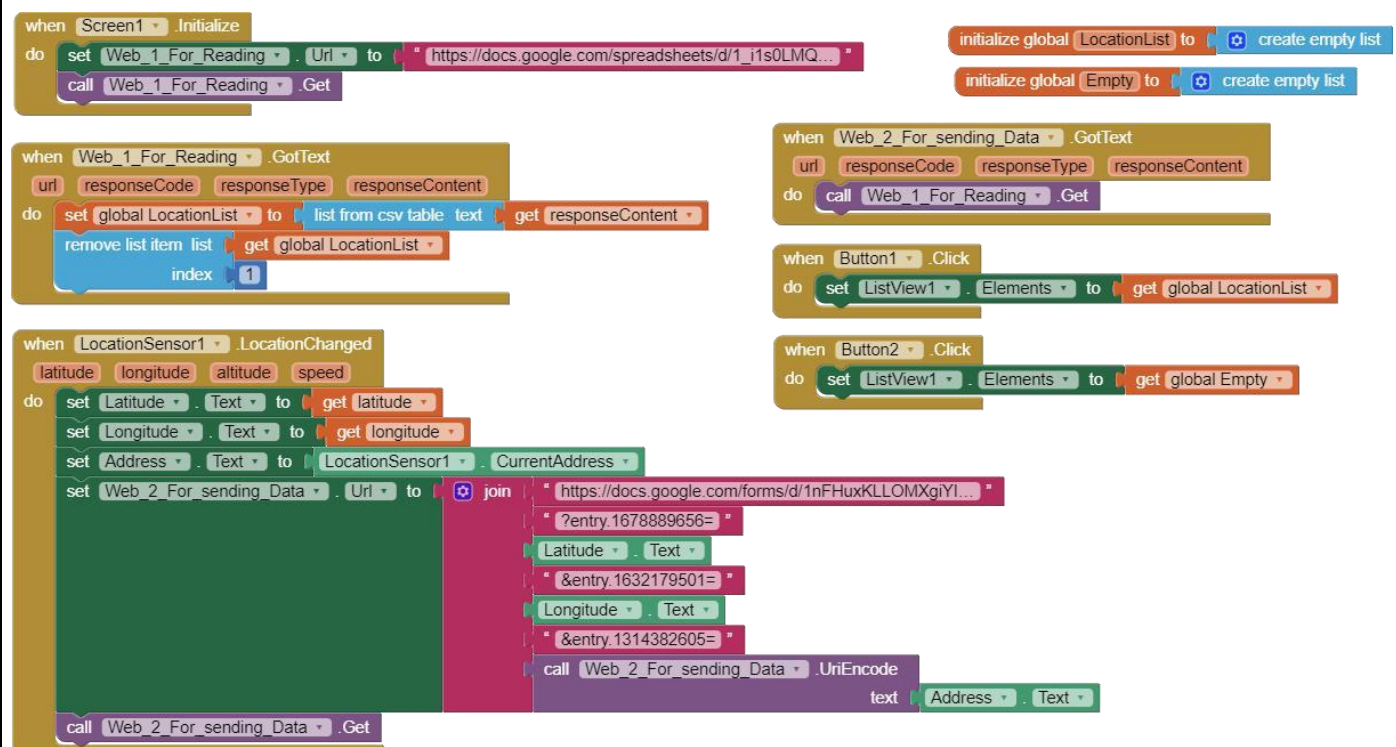 when Screen1 .Initialize
do set Web_1_For_Reading . Url to " https://docs.google.com/spreadsheets/d/1_i1s0LMQ... "
call Web_1_For_Reading .Get
initialize global LocationList to create empty list
initialize global Empty to create empty list
when Web_1_For_Reading .GotText
url responseCode responseType responseContent
do set global LocationList to list from csv table text get responseContent
remove list item list get global LocationList
index 1
when Web_2_For_sending_Data .GotText
url responseCode responseType responseContent
do call Web_1_For_Reading .Get
when Button1 .Click
do set ListView1 . Elements to get global LocationList
when Button2 .Click
do set ListView1 . Elements to get global Empty
when LocationSensor1 .LocationChanged
latitude longitude altitude speed
do set Latitude . Text to get latitude
set Longitude . Text to get longitude
set Address . Text to LocationSensor1 . CurrentAddress
set Web_2_For_sending_Data . Url to join " https://docs.google.com/forms/d/1nFHuxKLLOMXgiYI... "
" ?entry.1678889656= "
Latitude . Text
" &entry.1632179501= "
Longitude . Text
" &entry.1314382605= "
call Web_2_For_sending_Data .UriEncode
text Address . Text
call Web_2_For_sending_Data .Get